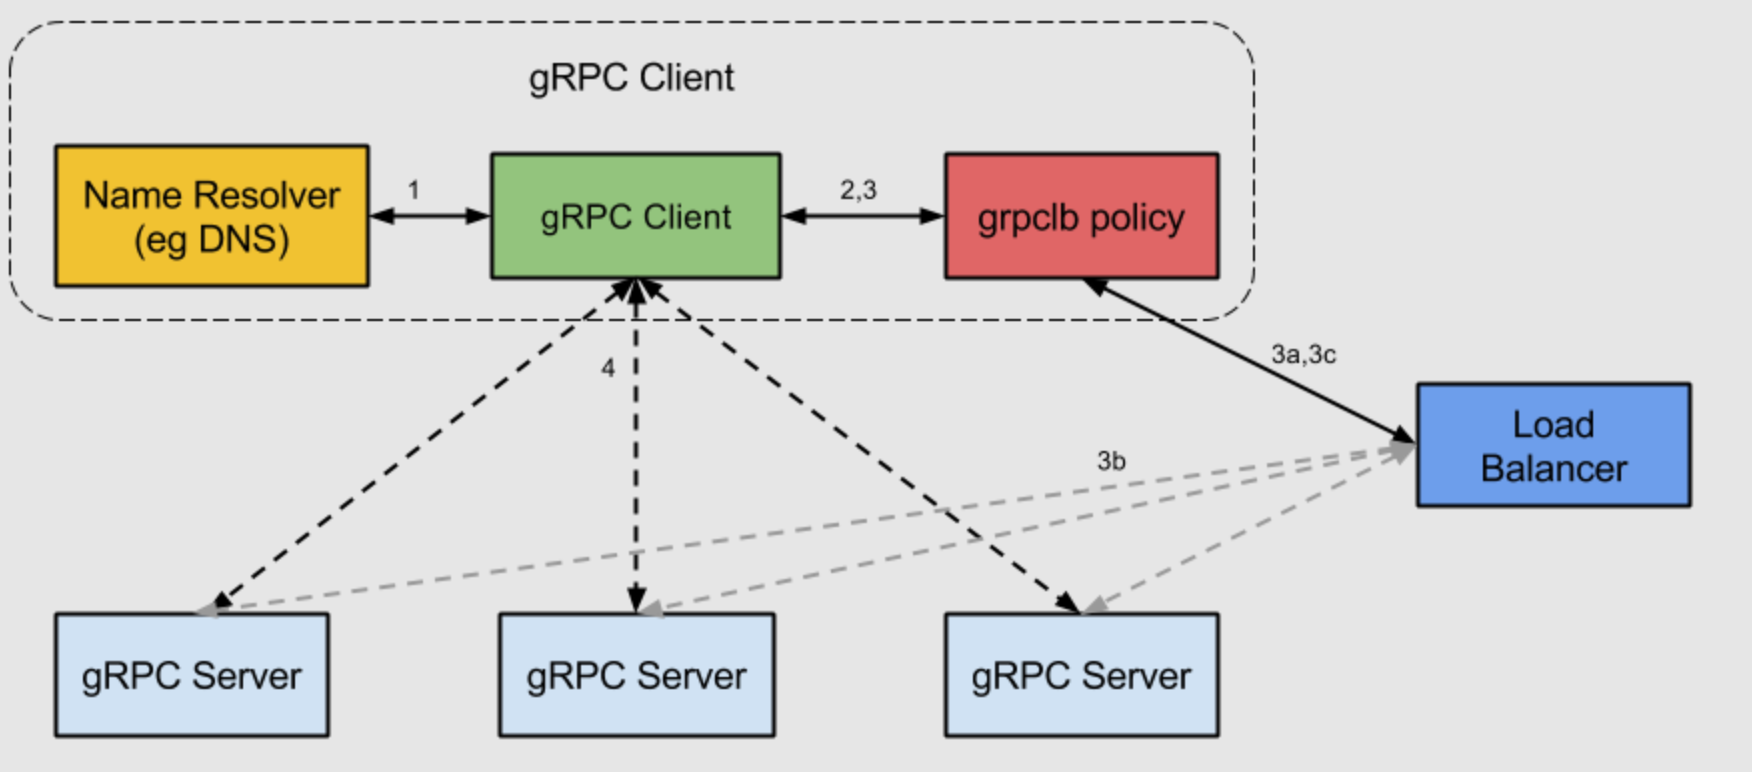 gRPC Client
Name Resolver
(eg DNS)
1
gRPC Client
2,3
grpclb policy
3a,3c
4
Load
Balancer
3b
gRPC Server
gRPC Server
gRPC Server